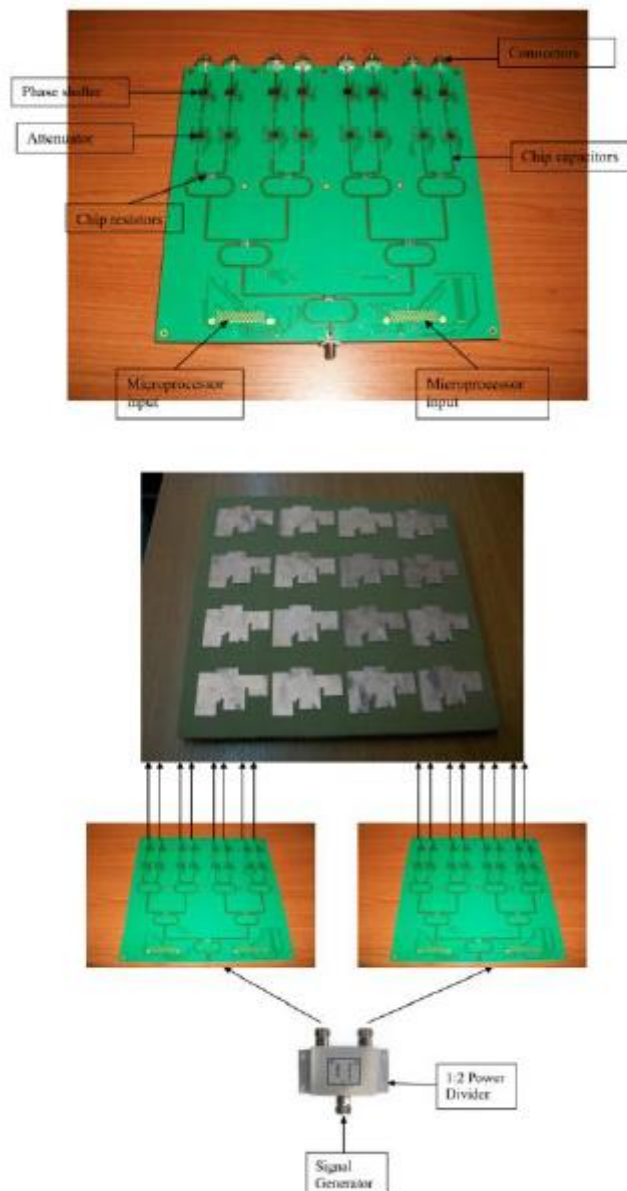 Connectors
Phase shifter
Attenuator
Chip capacitors
Chip resistors
Microprocessor
input
Microprocessor
input
1:2 Power
Divider
Signal
Generator